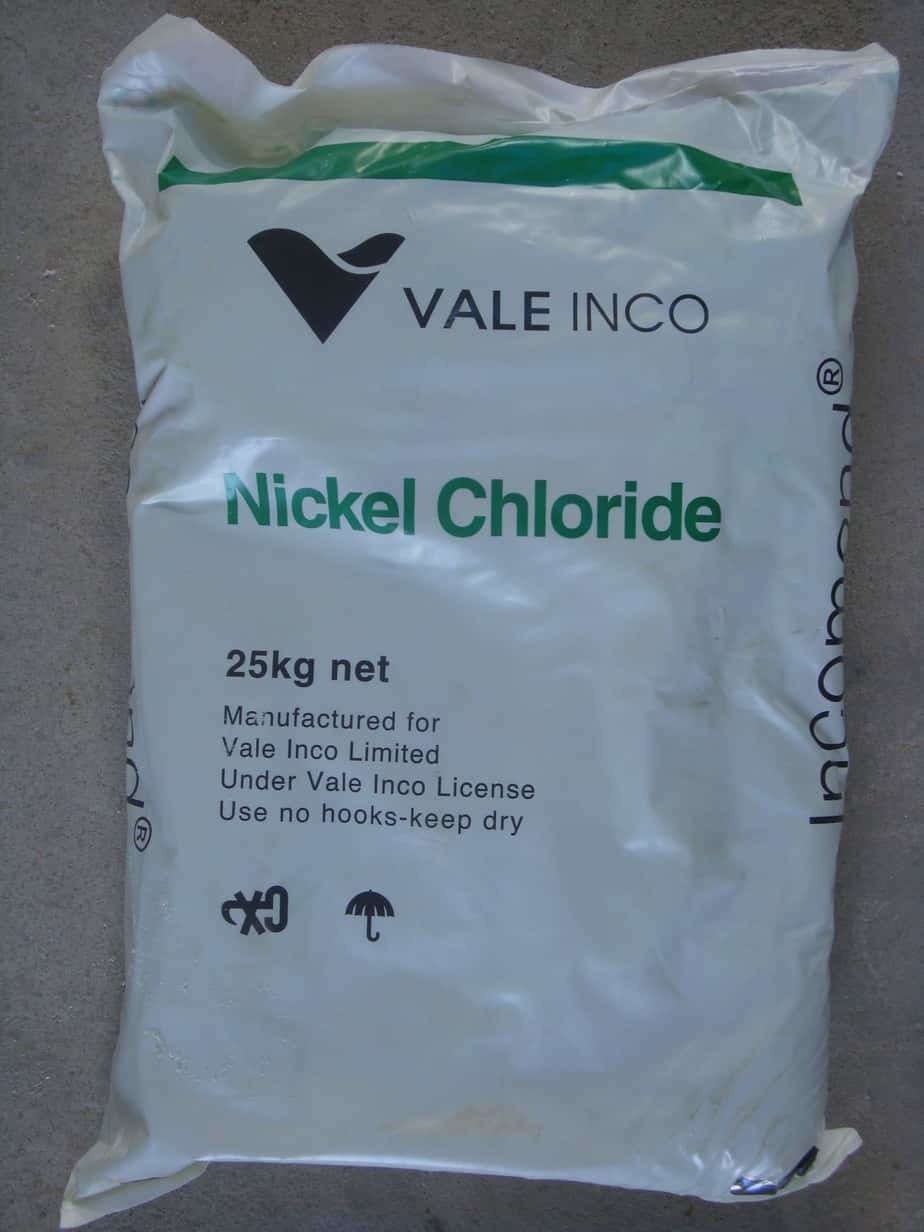 VALE INCO
Nickel Chloride
25kg net
Manufactured for
Vale Inco Limited
Under Vale Inco License
Use no hooks-keep dry
InComond®
®